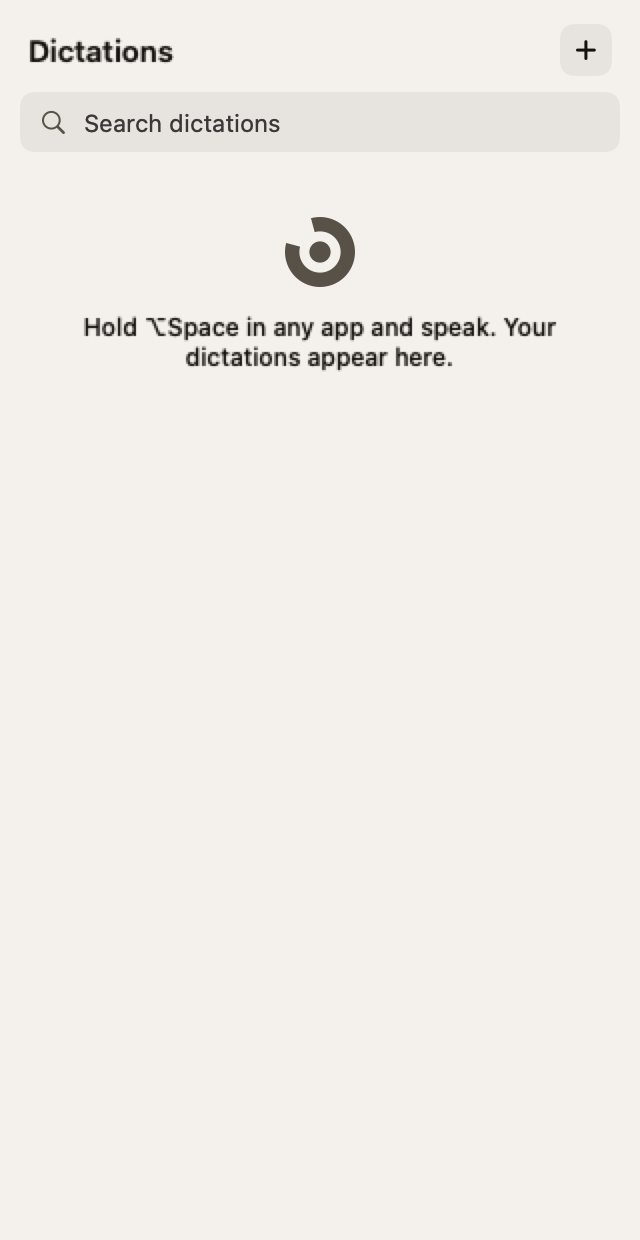 Dictations
Search dictations
Hold ⌥Space in any app and speak. Your
dictations appear here.